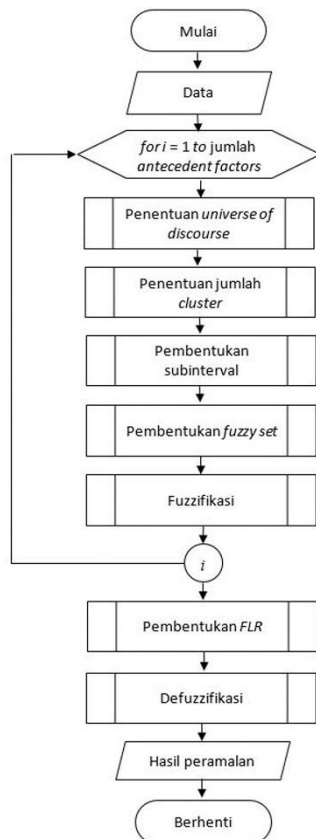 Mulai
Data
for i = 1 to jumlah
antecedent factors
Penentuan universe of
discourse
Penentuan jumlah
cluster
Pembentukan
subinterval
Pembentukan fuzzy set
Fuzzifikasi
i
Pembentukan FLR
Defuzzifikasi
Hasil peramalan
Berhenti